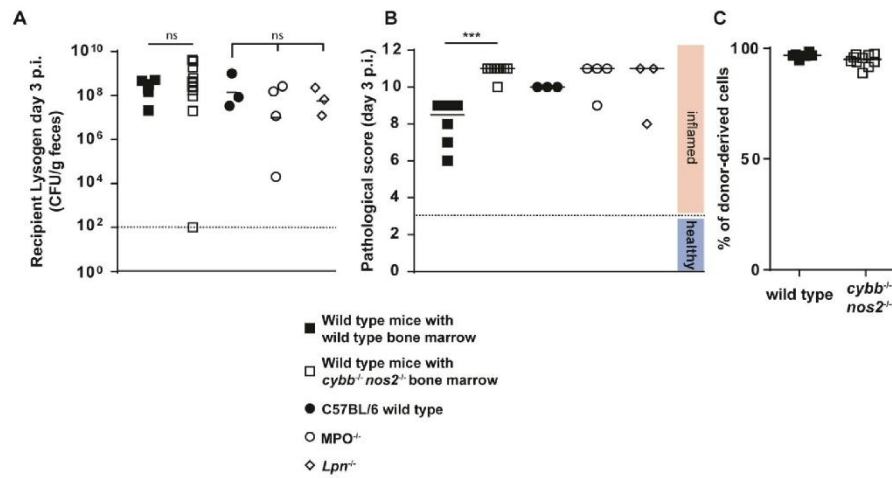 A
Recipient Lysogen day 3 p.i.
(CFU/g feces)
10¹⁰
10⁸
10⁶
10⁴
10²
10⁰
ns
ns
B
Pathological score (day 3 p.i.)
12
10
8
6
4
2
0
***
inflamed
healthy
C
% of donor-derived cells
100
50
0
wild type
cybb⁻/⁻
nos2⁻/⁻
Wild type mice with
wild type bone marrow
Wild type mice with
cybb⁻/⁻ nos2⁻/⁻ bone marrow
C57BL/6 wild type
MPO⁻/⁻
Lpn⁻/⁻